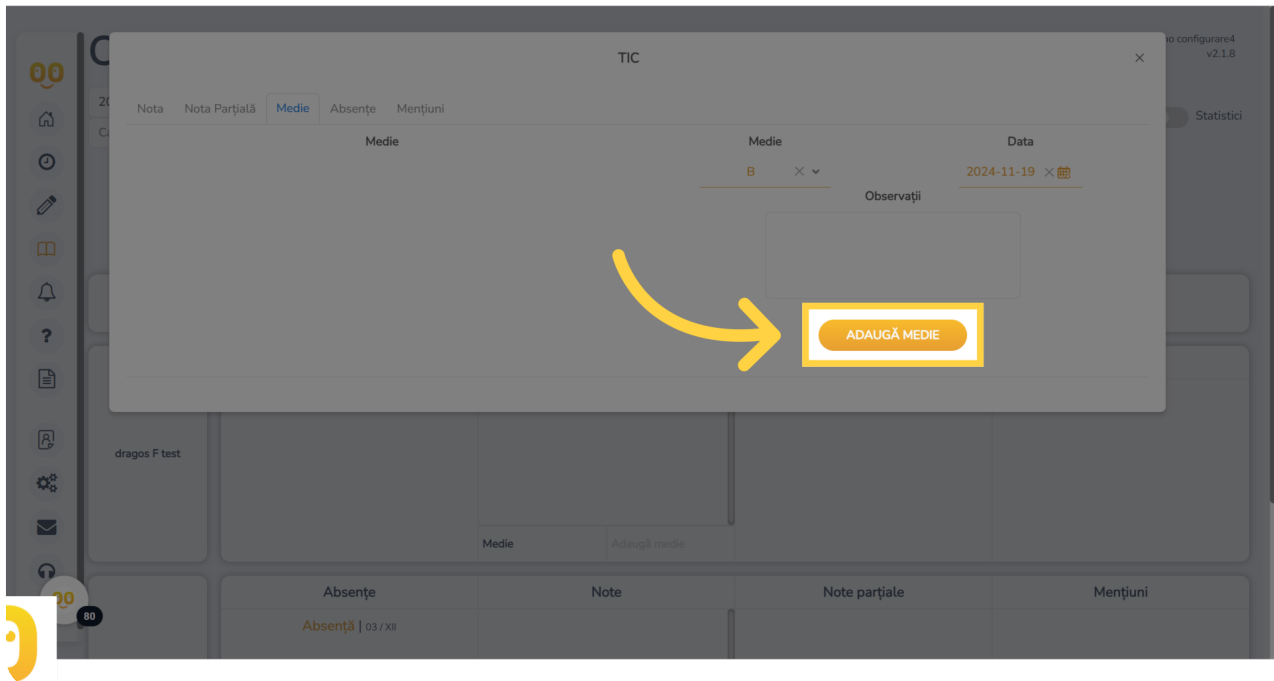 TIC
configurare4
v2.1.8
Nota Nota Parțială Medie Absențe Mențiuni
Statistici
Medie Medie Data
B 2024-11-19
Observații
ADAUGĂ MEDIE
?
dragos F test
Medie Adaugă medie
Absențe Note Note parțiale Mențiuni
80
Absență | 03 / XII